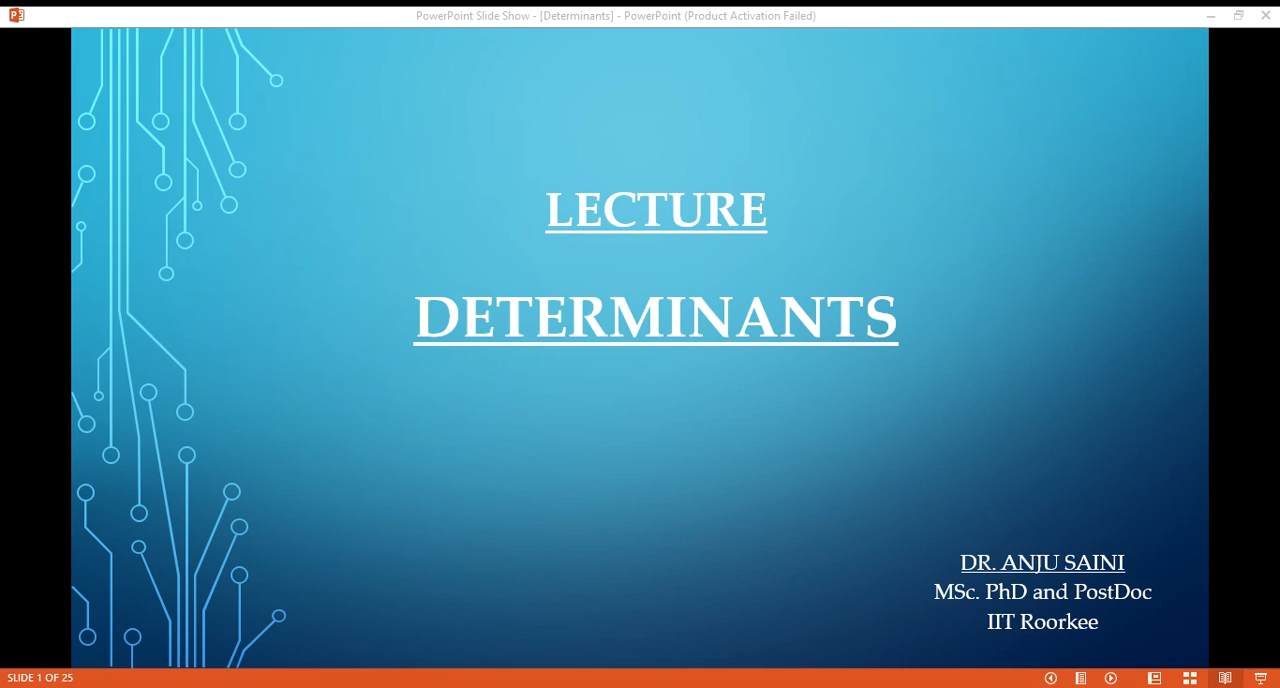 PowerPoint Slide Show - [Determinants] - PowerPoint (Product Activation Failed)
LECTURE
DETERMINANTS
DR. ANJU SAINI
MSc. PhD and PostDoc
IIT Roorkee
SLIDE 1 OF 25